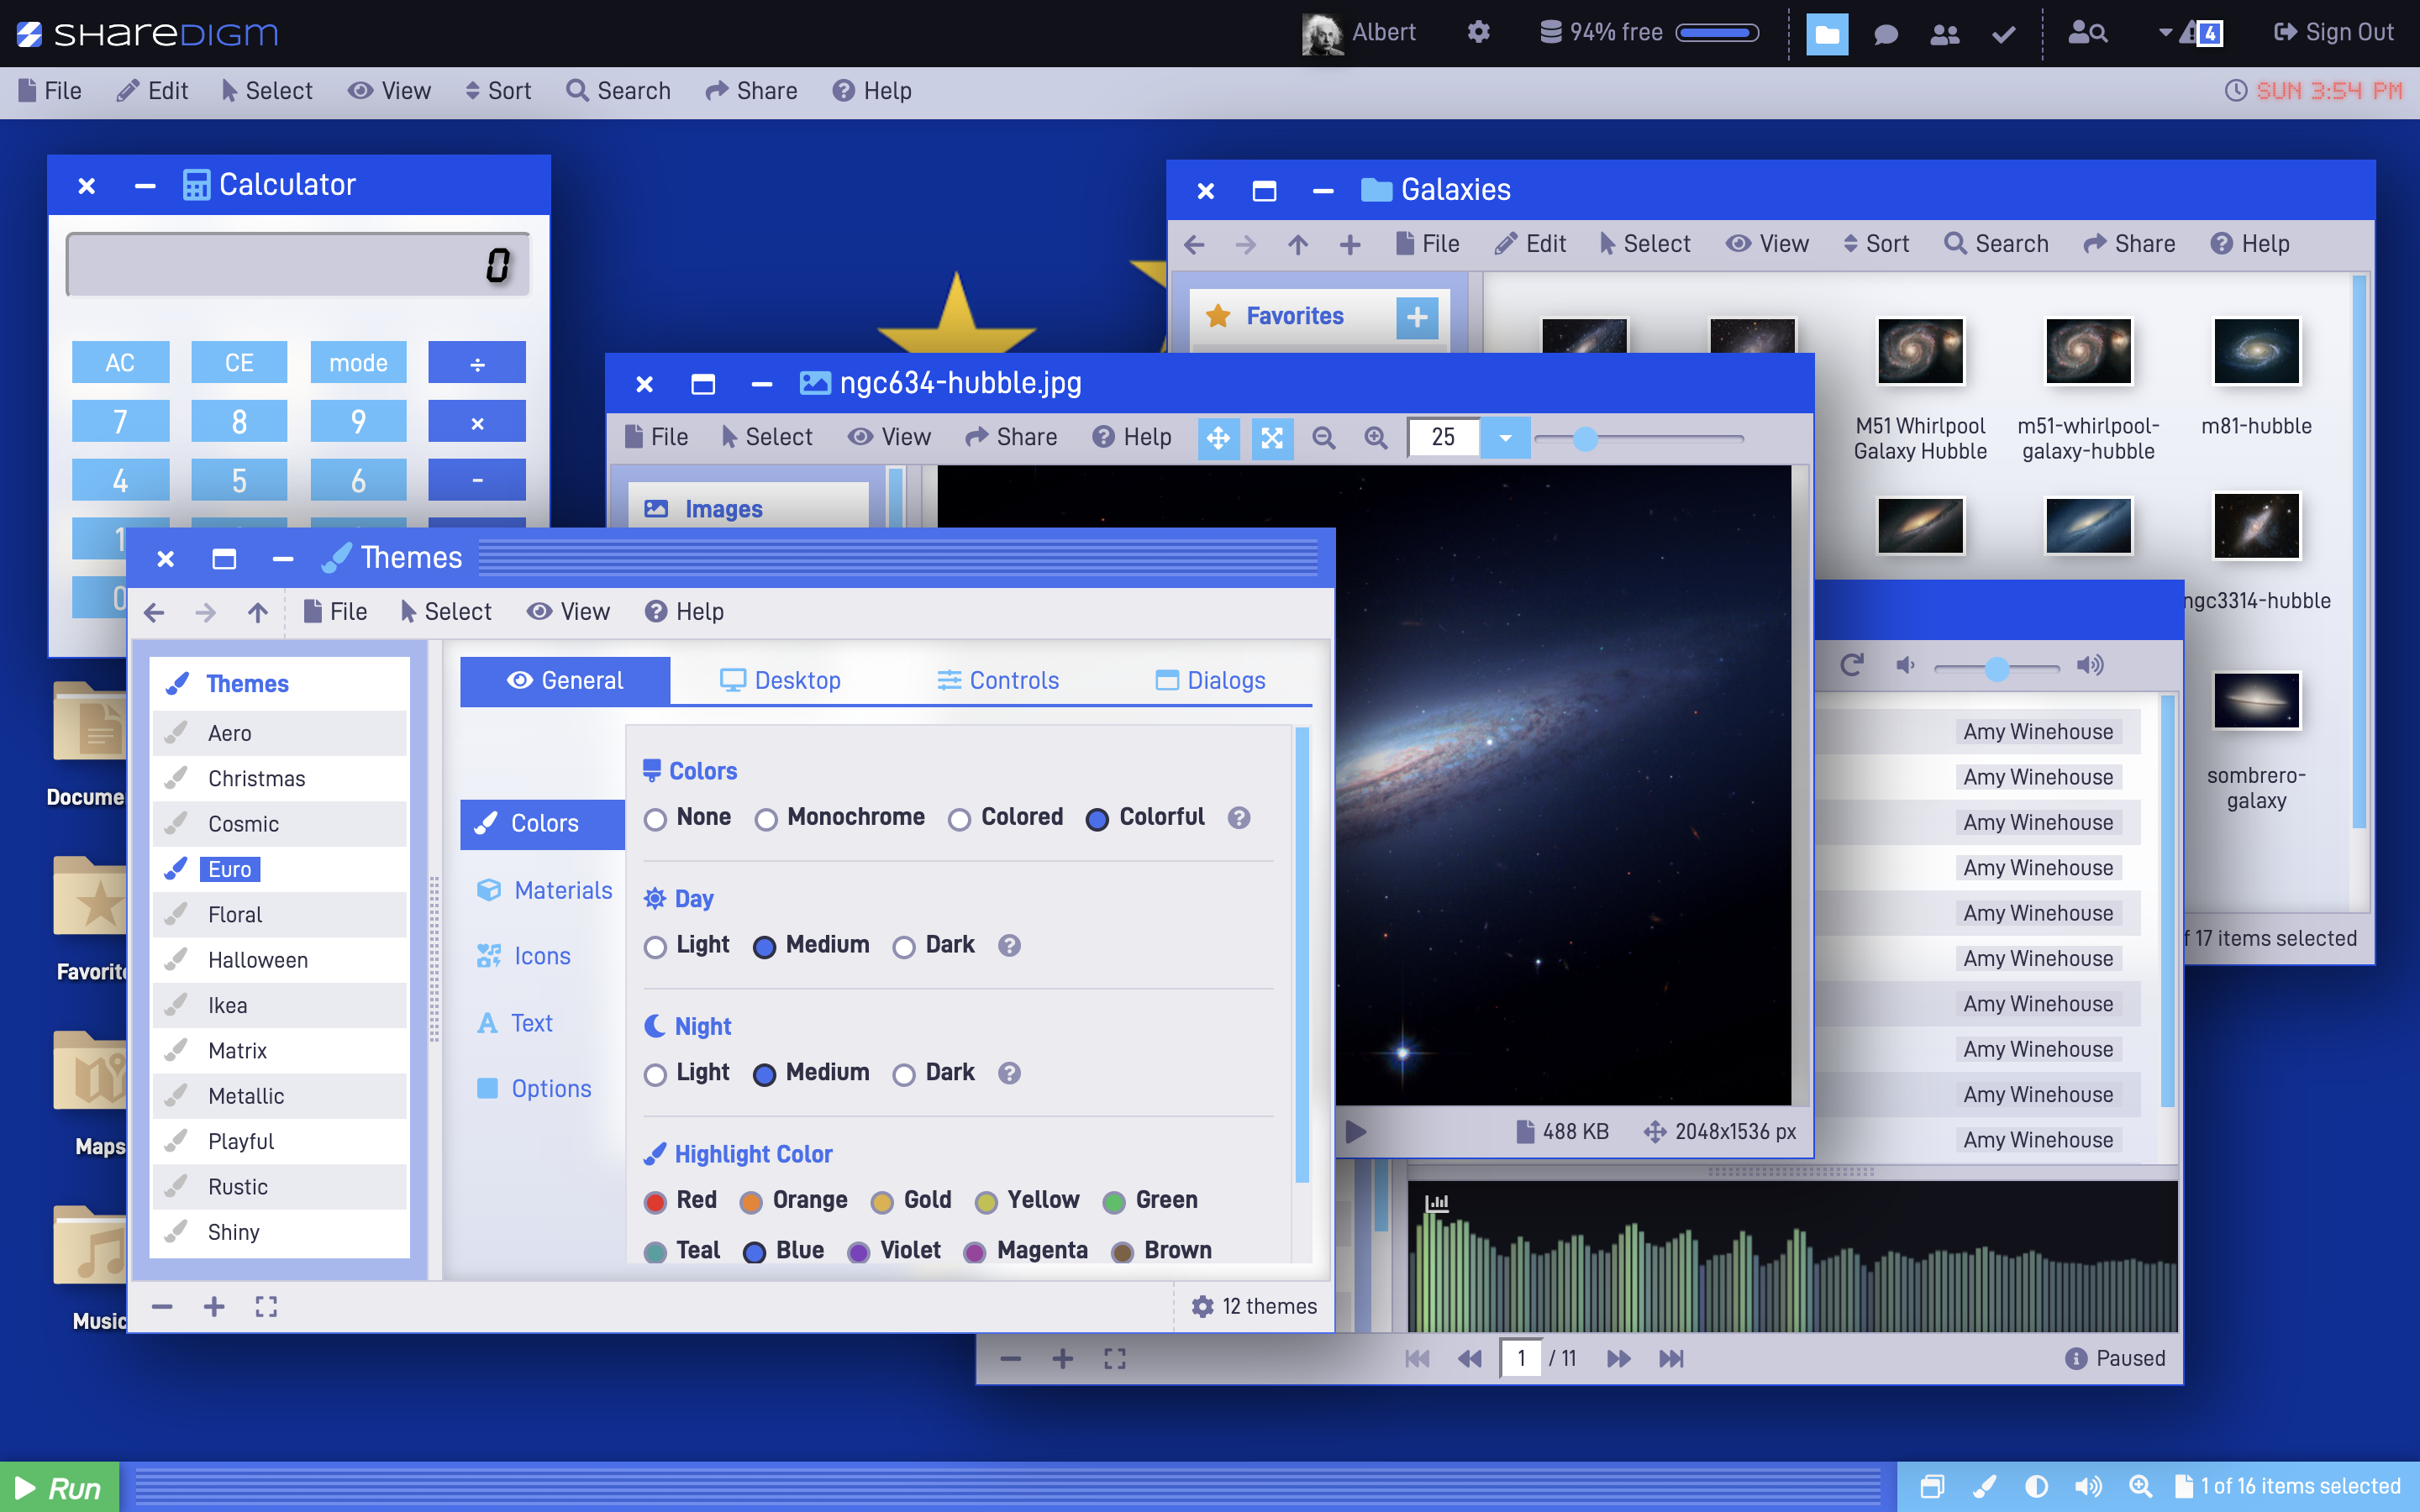 sHareDIGM
Albert
94% free
4
Sign Out
File Edit Select View Sort Search Share Help
SUN 3:54 PM
Calculator
0
AC CE mode ÷
7 8 9 ×
4 5 6 -
1
0
Galaxies
File Edit Select View Sort Search Share Help
Favorites
M51 Whirlpool Galaxy Hubble
m51-whirlpool-galaxy-hubble
m81-hubble
ngc3314-hubble
sombrero-galaxy
17 items selected
ngc634-hubble.jpg
File Select View Share Help 25
Images
488 KB 2048x1536 px
Themes
File Select View Help
Themes
Aero
Christmas
Cosmic
Euro
Floral
Halloween
Ikea
Matrix
Metallic
Playful
Rustic
Shiny
General Desktop Controls Dialogs
Colors
Materials
Icons
Text
Options
Colors
None Monochrome Colored Colorful
Day
Light Medium Dark
Night
Light Medium Dark
Highlight Color
Red Orange Gold Yellow Green
Teal Blue Violet Magenta Brown
12 themes
Amy Winehouse
Amy Winehouse
Amy Winehouse
Amy Winehouse
Amy Winehouse
Amy Winehouse
Amy Winehouse
Amy Winehouse
Amy Winehouse
Amy Winehouse
1 / 11
Paused
Maps
Music
Run
1 of 16 items selected